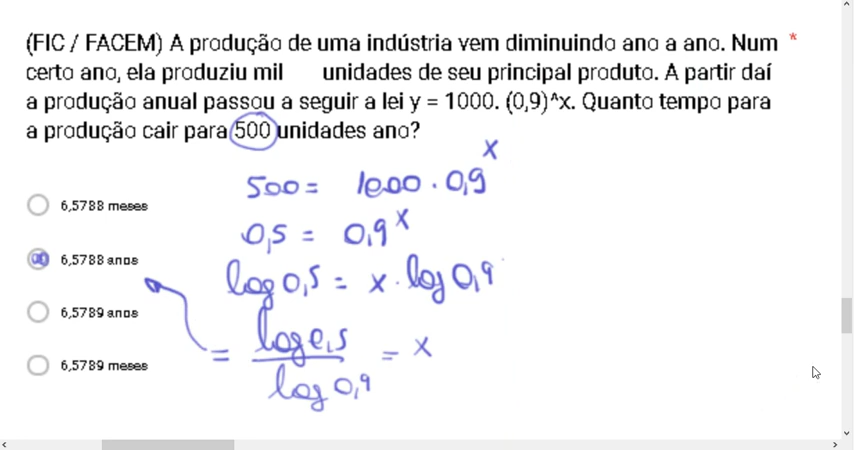 (FIC / FACEM) A produção de uma indústria vem diminuindo ano a ano. Num *
certo ano, ela produziu mil unidades de seu principal produto. A partir daí
a produção anual passou a seguir a lei y = 1000. (0,9)^x. Quanto tempo para
a produção cair para 500 unidades ano?
500 = 1000 . 0,9^x
6,5788 meses
0,5 = 0,9^x
6,5788 anos
log 0,5 = x . log 0,9
6,5789 anos
= log 0,5 / log 0,9 = x
6,5789 meses